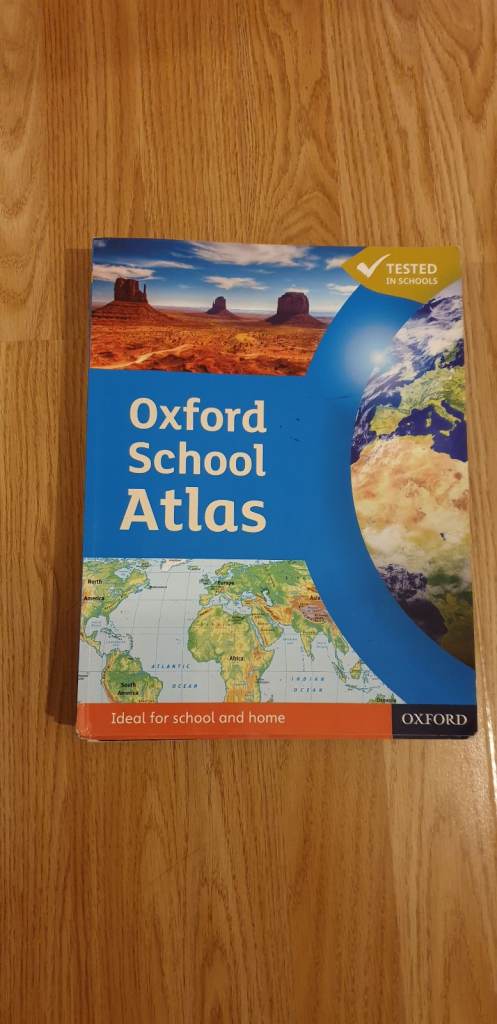 TESTED
IN SCHOOLS
Oxford
School
Atlas
North
America
Europe
Asia
ATLANTIC
OCEAN
Africa
South
America
INDIAN
OCEAN
Oceania
Ideal for school and home
OXFORD